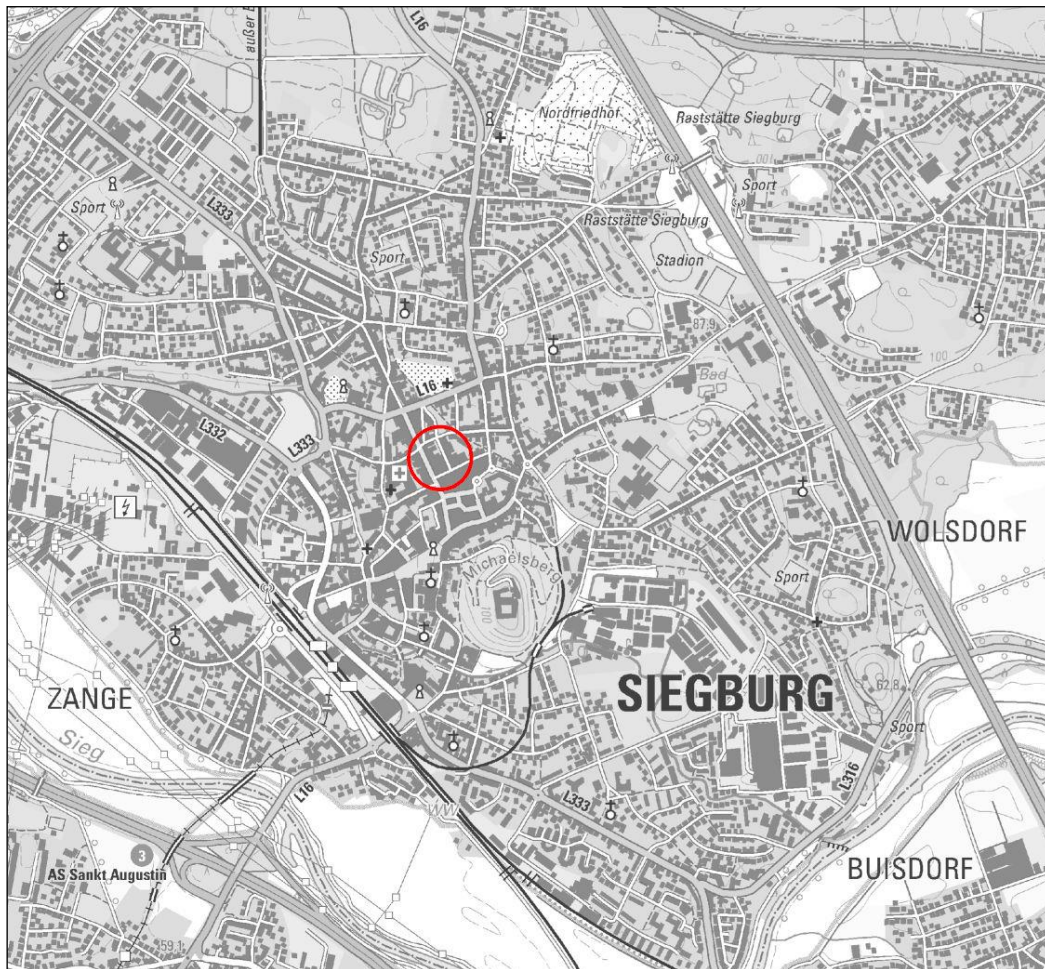 L16
außer B
Nordfriedhof
Raststätte Siegburg
100
Sport
L333
Sport
Raststätte Siegburg
Sport
Stadion
87,9
100
L16
Bad
L332
L333
WOLSDORF
Michaelsberg
100
Sport
SIEGBURG
62,8
ZANGE
Sport
Sieg
L16
WW
L333
L316
3
AS Sankt Augustin
BUISDORF
59,1